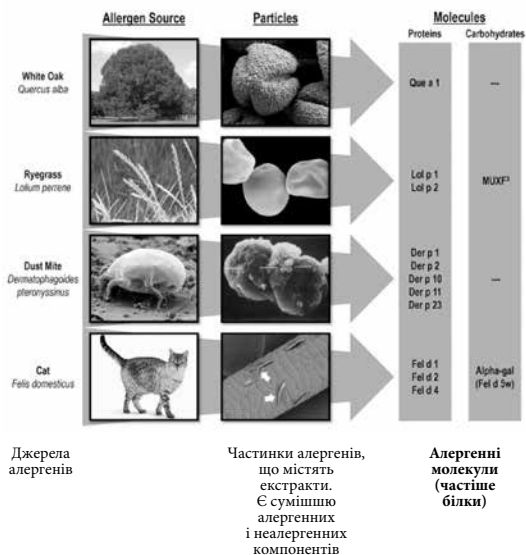 Allergen Source
Particles
Molecules
Proteins
Carbohydrates
White Oak
Quercus alba
Que a 1
---
Ryegrass
Lolium perrene
Lol p 1
Lol p 2
MUXF³
Dust Mite
Dermatophagoides
pteronyssinus
Der p 1
Der p 2
Der p 10
Der p 11
Der p 23
---
Cat
Felis domesticus
Fel d 1
Fel d 2
Fel d 4
Alpha-gal
(Fel d 5w)
Джерела
алергенів
Частинки алергенів,
що містять
екстракти.
Є сумішшю
алергенних
і неалергенних
компонентів
Алергенні
молекули
(частіше
білки)